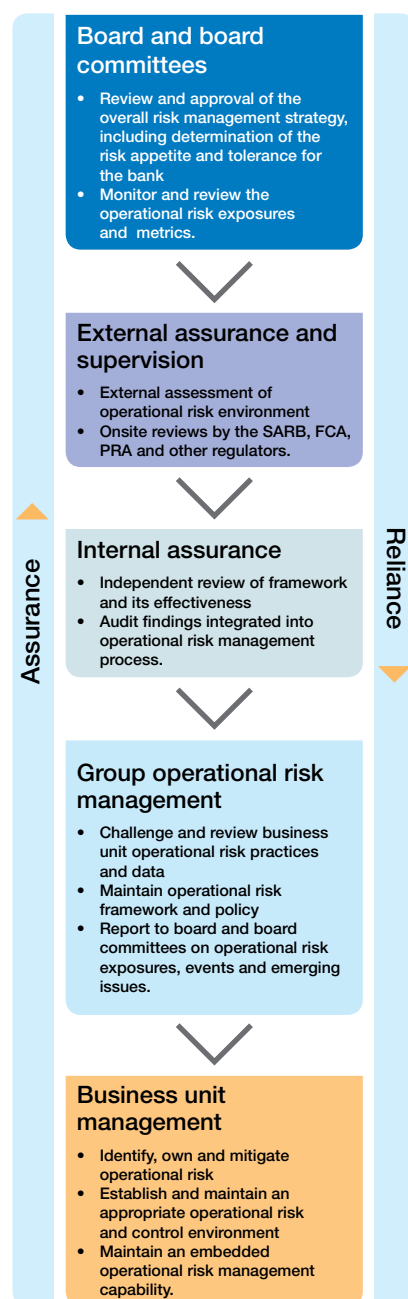 Board and board
committees
• Review and approval of the
overall risk management strategy,
including determination of the
risk appetite and tolerance for
the bank
• Monitor and review the
operational risk exposures
and metrics.
External assurance and
supervision
• External assessment of
operational risk environment
• Onsite reviews by the SARB, FCA,
PRA and other regulators.
Internal assurance
• Independent review of framework
and its effectiveness
• Audit findings integrated into
operational risk management
process.
Group operational risk
management
• Challenge and review business
unit operational risk practices
and data
• Maintain operational risk
framework and policy
• Report to board and board
committees on operational risk
exposures, events and emerging
issues.
Business unit
management
• Identify, own and mitigate
operational risk
• Establish and maintain an
appropriate operational risk
and control environment
• Maintain an embedded
operational risk management
capability.
Assurance
Reliance